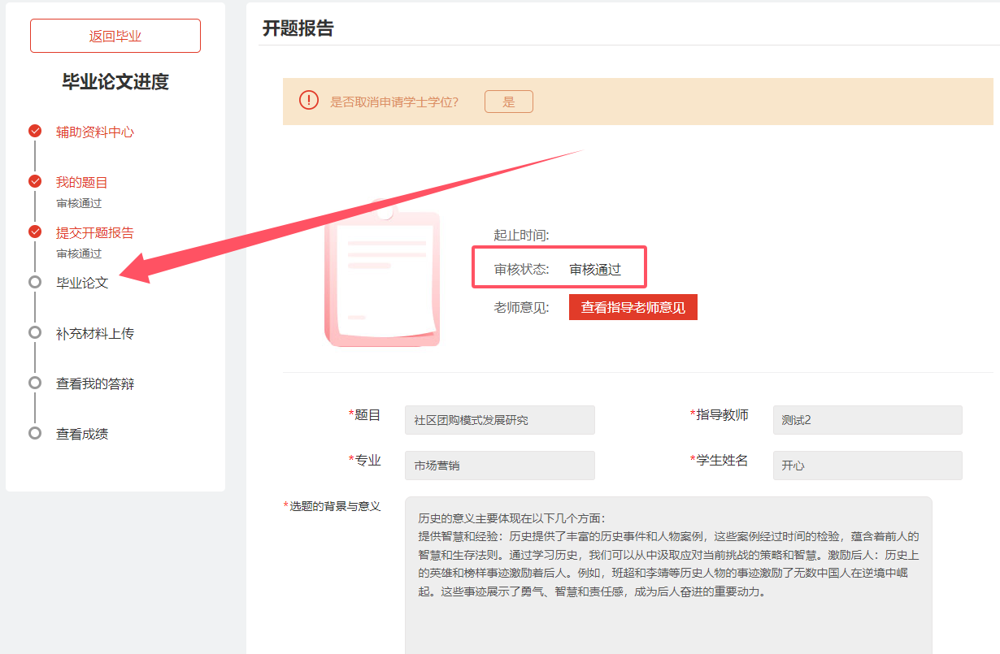 返回毕业
毕业论文进度
辅助资料中心
我的题目
审核通过
提交开题报告
审核通过
毕业论文
补充材料上传
查看我的答辩
查看成绩
开题报告
是否取消申请学士学位? 是
起止时间:
审核状态: 审核通过
老师意见: 查看指导老师意见
*题目 社区团购模式发展研究 *指导教师 测试2
*专业 市场营销 *学生姓名 开心
*选题的背景与意义
历史的意义主要体现在以下几个方面：
提供智慧和经验：历史提供了丰富的历史事件和人物案例，这些案例经过时间的检验，蕴含着前人的
智慧和生存法则。通过学习历史，我们可以从中汲取应对当前挑战的策略和智慧。激励后人：历史上
的英雄和榜样事迹激励着后人。例如，班超和李靖等历史人物的事迹激励了无数中国人在逆境中崛
起。这些事迹展示了勇气、智慧和责任感，成为后人奋进的重要动力。